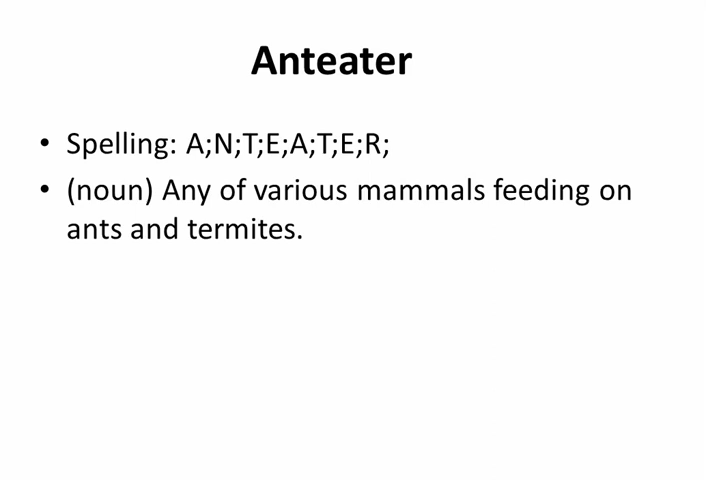 Anteater
• Spelling: A;N;T;E;A;T;E;R;
• (noun) Any of various mammals feeding on
ants and termites.